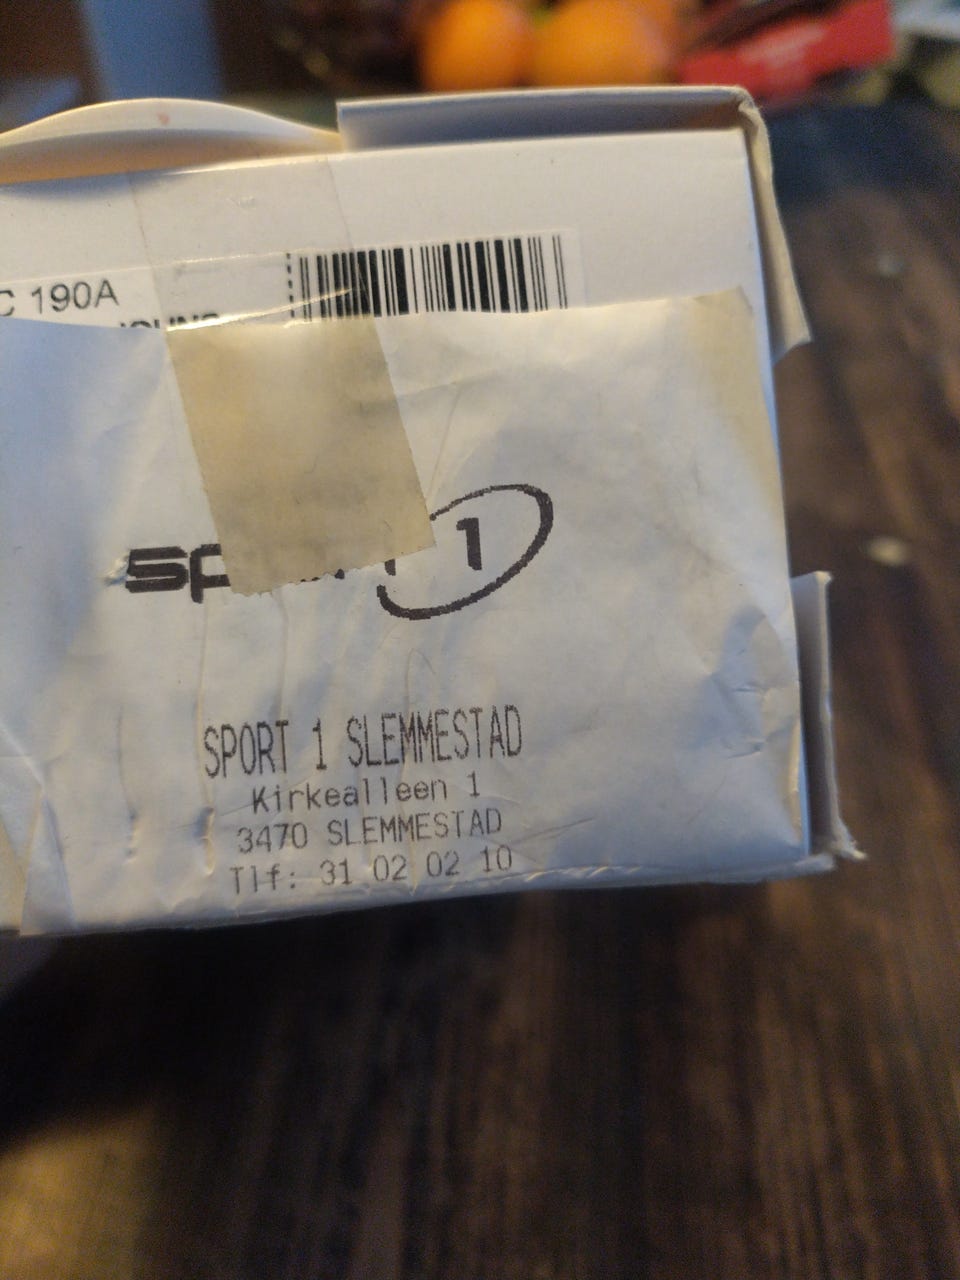 C 190A
SPORT 1 SLEMMESTAD
Kirkealleen 1
3470 SLEMMESTAD
Tlf: 31 02 02 10